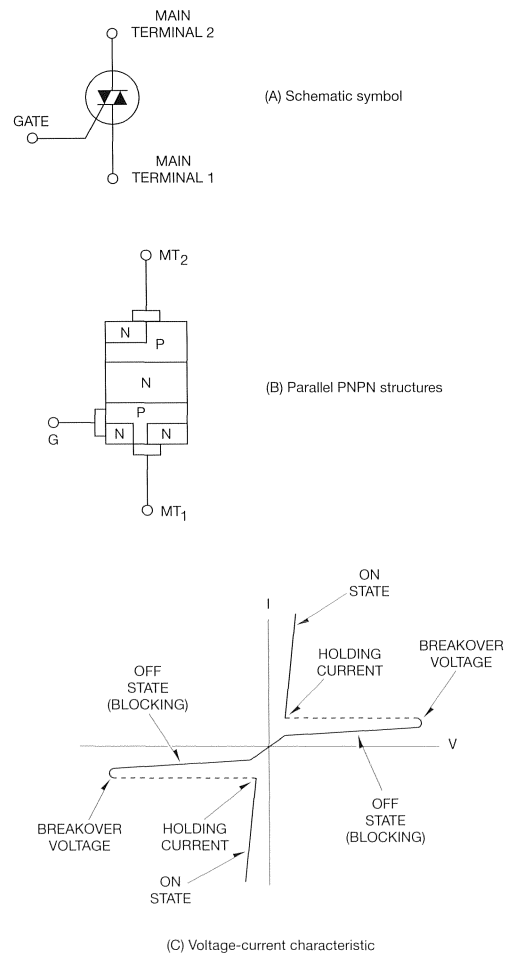 MAIN
TERMINAL 2
(A) Schematic symbol
GATE
MAIN
TERMINAL 1
MT2
N
P
N
(B) Parallel PNPN structures
P
G
N
N
MT1
ON
STATE
I
HOLDING
CURRENT
BREAKOVER
VOLTAGE
OFF
STATE
(BLOCKING)
V
BREAKOVER
VOLTAGE
HOLDING
CURRENT
OFF
STATE
(BLOCKING)
ON
STATE
(C) Voltage-current characteristic